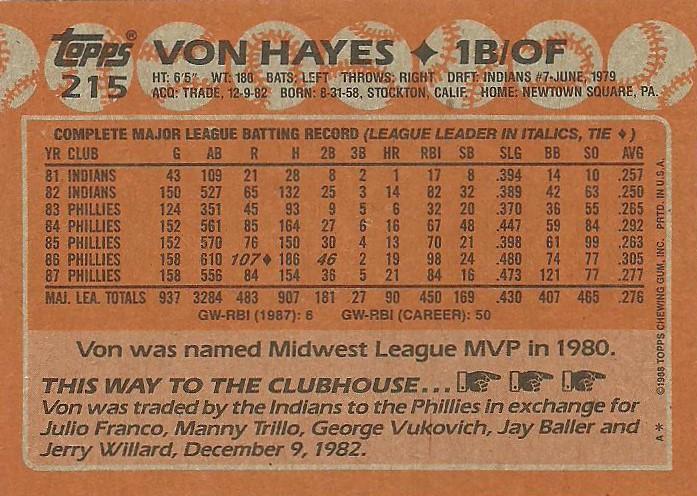 topps® VON HAYES ✦ 1B/OF
215 HT: 6'5" WT: 180 BATS: LEFT THROWS: RIGHT DRFT: INDIANS #7-JUNE, 1979
ACQ: TRADE, 12-9-82 BORN: 8-31-58, STOCKTON, CALIF. HOME: NEWTOWN SQUARE, PA.
COMPLETE MAJOR LEAGUE BATTING RECORD (LEAGUE LEADER IN ITALICS, TIE ♦)
YR CLUB G AB R H 2B 3B HR RBI SB SLG BB SO AVG
81 INDIANS 43 109 21 28 8 2 1 17 8 .394 14 10 .257
82 INDIANS 150 527 65 132 25 3 14 82 32 .389 42 63 .250
83 PHILLIES 124 351 45 93 9 5 6 32 20 .370 36 55 .265
84 PHILLIES 152 561 85 164 27 6 16 67 48 .447 59 84 .292
85 PHILLIES 152 570 76 150 30 4 13 70 21 .398 61 99 .263
86 PHILLIES 158 610 107♦ 186 46 2 19 98 24 .480 74 77 .305
87 PHILLIES 158 556 84 154 36 5 21 84 16 .473 121 77 .277
MAJ. LEA. TOTALS 937 3284 483 907 181 27 90 450 169 .430 407 465 .276
GW-RBI (1987): 6 GW-RBI (CAREER): 50
Von was named Midwest League MVP in 1980.
THIS WAY TO THE CLUBHOUSE...
Von was traded by the Indians to the Phillies in exchange for
Julio Franco, Manny Trillo, George Vukovich, Jay Baller and
Jerry Willard, December 9, 1982.
©1988 TOPPS CHEWING GUM, INC. PRTD. IN U.S.A.
A*